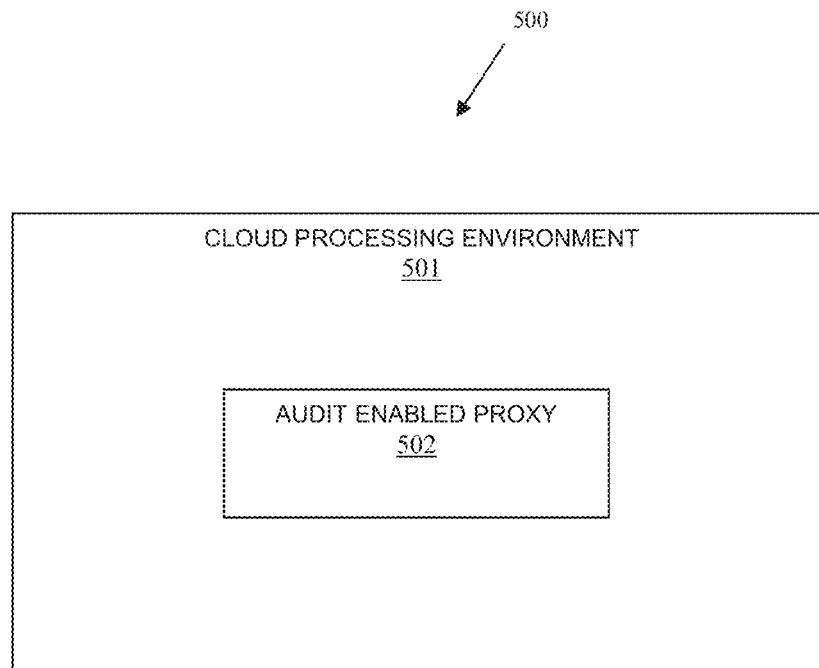 500
CLOUD PROCESSING ENVIRONMENT
501
AUDIT ENABLED PROXY
502